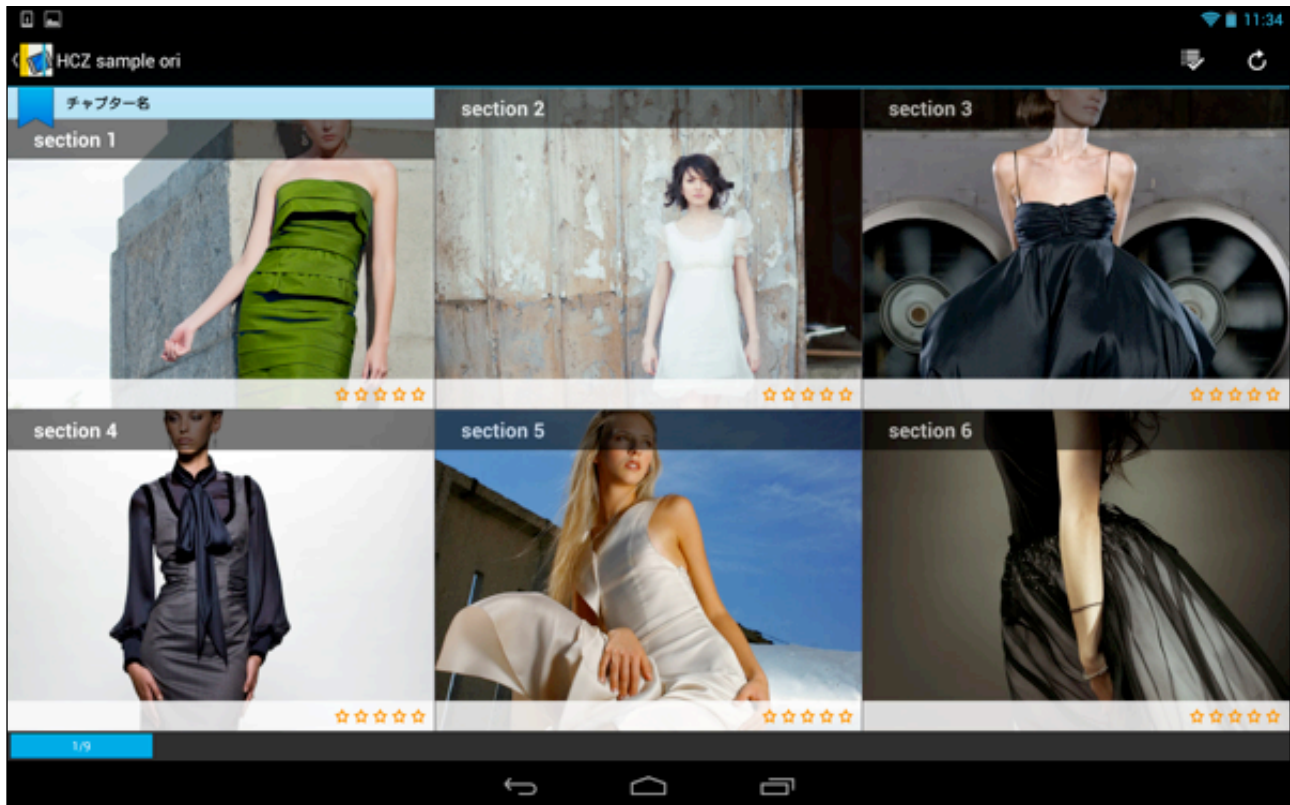 11:34
HCZ sample ori
チャプター名
section 1
section 2
section 3
section 4
section 5
section 6
1/9